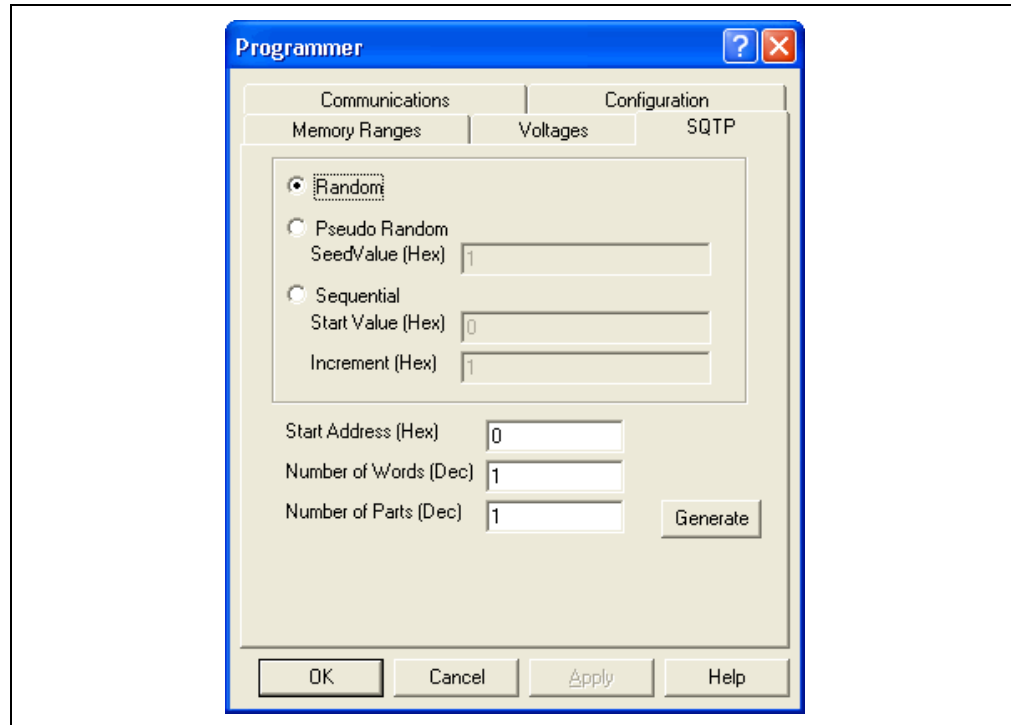 Programmer
Communications Configuration
Memory Ranges Voltages SQTP
Random
Pseudo Random
SeedValue (Hex) 1
Sequential
Start Value (Hex) 0
Increment (Hex) 1
Start Address (Hex) 0
Number of Words (Dec) 1
Number of Parts (Dec) 1
Generate
OK Cancel Apply Help